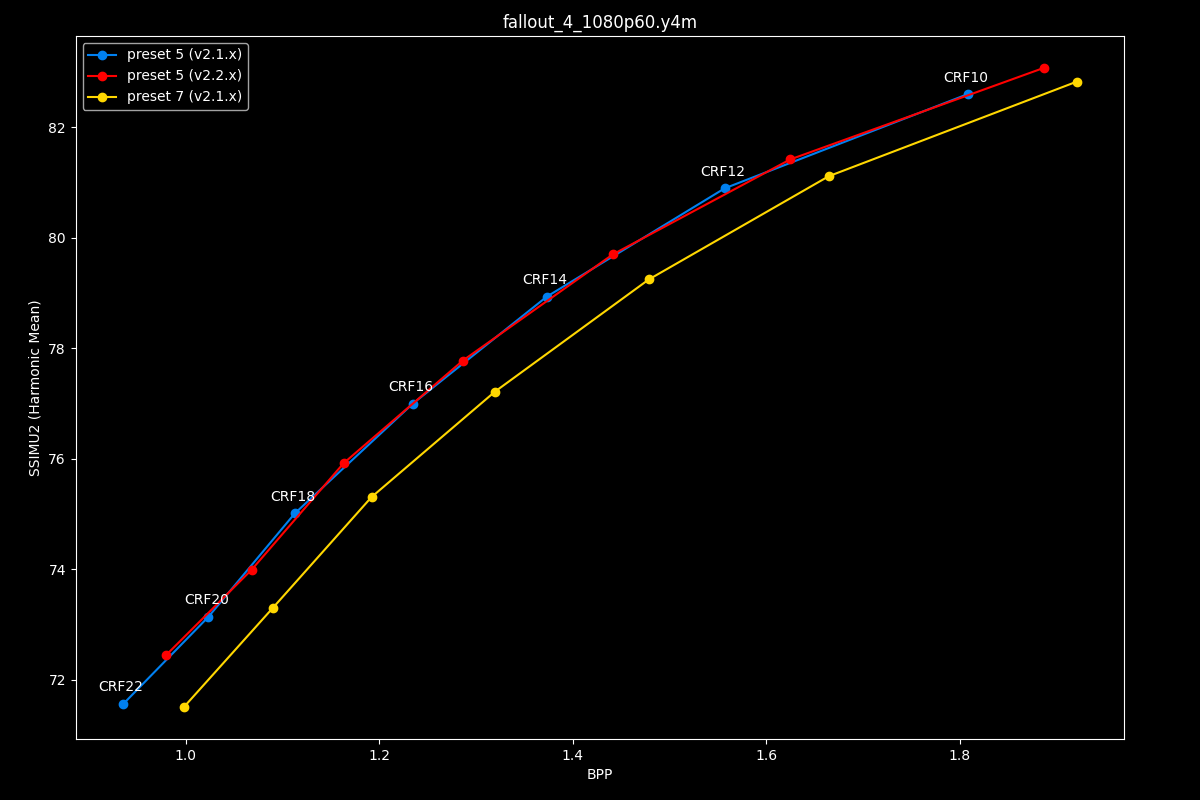 fallout_4_1080p60.y4m
preset 5 (v2.1.x)
preset 5 (v2.2.x)
preset 7 (v2.1.x)
CRF10
CRF12
CRF14
CRF16
CRF18
CRF20
CRF22
82
80
78
76
74
72
SSIMU2 (Harmonic Mean)
1.0 1.2 1.4 1.6 1.8
BPP